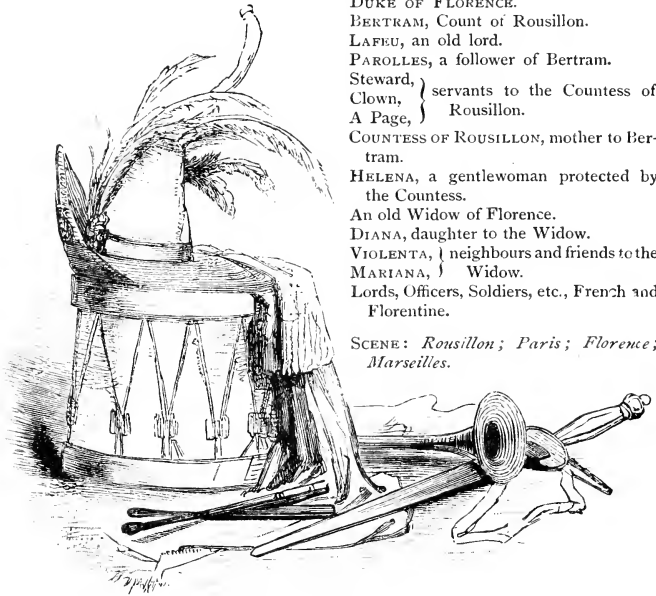 DUKE OF FLORENCE.
BERTRAM, Count of Rousillon.
LAFEU, an old lord.
PAROLLES, a follower of Bertram.
Steward,
Clown,
A Page,
servants to the Countess of
Rousillon.
COUNTESS OF ROUSILLON, mother to Ber-
tram.
HELENA, a gentlewoman protected by
the Countess.
An old Widow of Florence.
DIANA, daughter to the Widow.
VIOLENTA,
MARIANA,
neighbours and friends to the
Widow.
Lords, Officers, Soldiers, etc., French and
Florentine.
SCENE: Rousillon; Paris; Florence;
Marseilles.